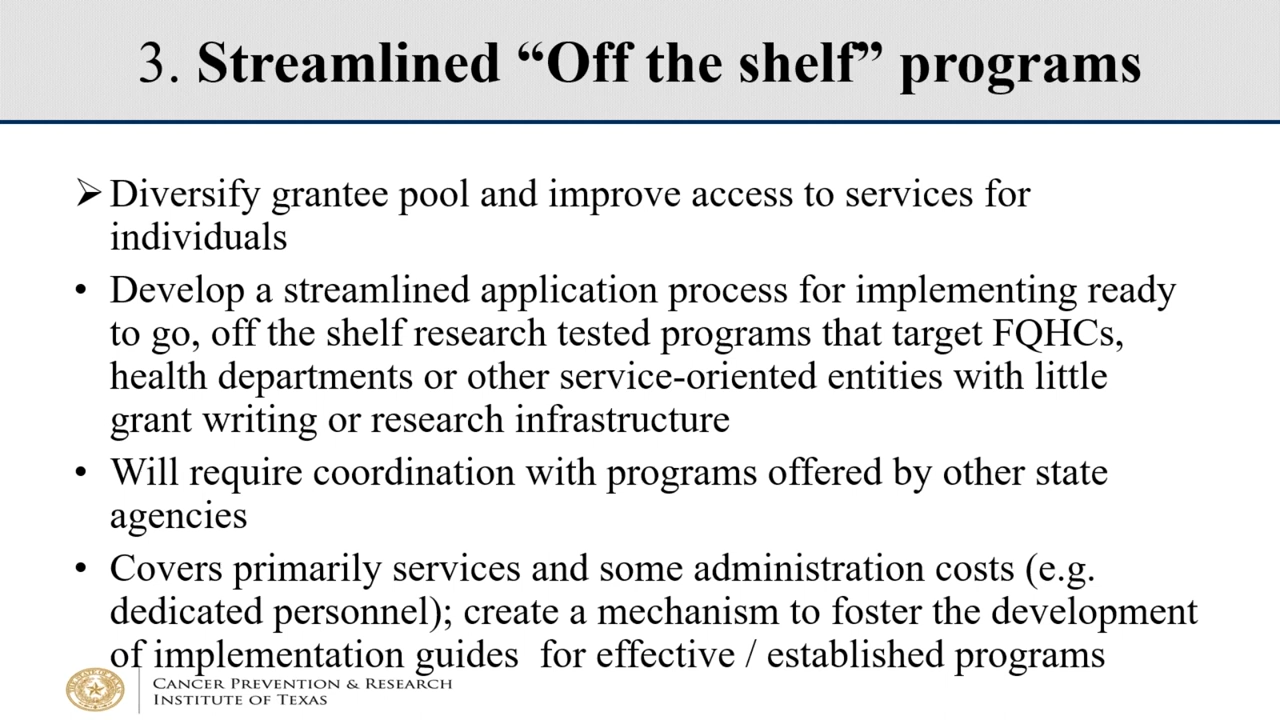 3. Streamlined “Off the shelf” programs
➢ Diversify grantee pool and improve access to services for
individuals
• Develop a streamlined application process for implementing ready
to go, off the shelf research tested programs that target FQHCs,
health departments or other service-oriented entities with little
grant writing or research infrastructure
• Will require coordination with programs offered by other state
agencies
• Covers primarily services and some administration costs (e.g.
dedicated personnel); create a mechanism to foster the development
of implementation guides  for effective / established programs
CANCER PREVENTION & RESEARCH
INSTITUTE OF TEXAS